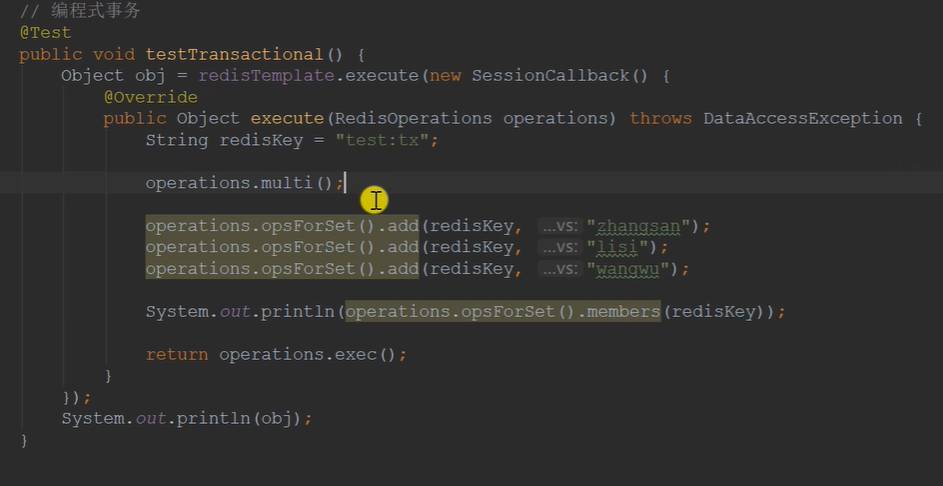 // 编程式事务
@Test
public void testTransactional() {
Object obj = redisTemplate.execute(new SessionCallback() {
@Override
public Object execute(RedisOperations operations) throws DataAccessException {
String redisKey = "test:tx";
operations.multi();
operations.opsForSet().add(redisKey, ...vs: "zhangsan");
operations.opsForSet().add(redisKey, ...vs: "lisi");
operations.opsForSet().add(redisKey, ...vs: "wangwu");
System.out.println(operations.opsForSet().members(redisKey));
return operations.exec();
}
});
System.out.println(obj);
}